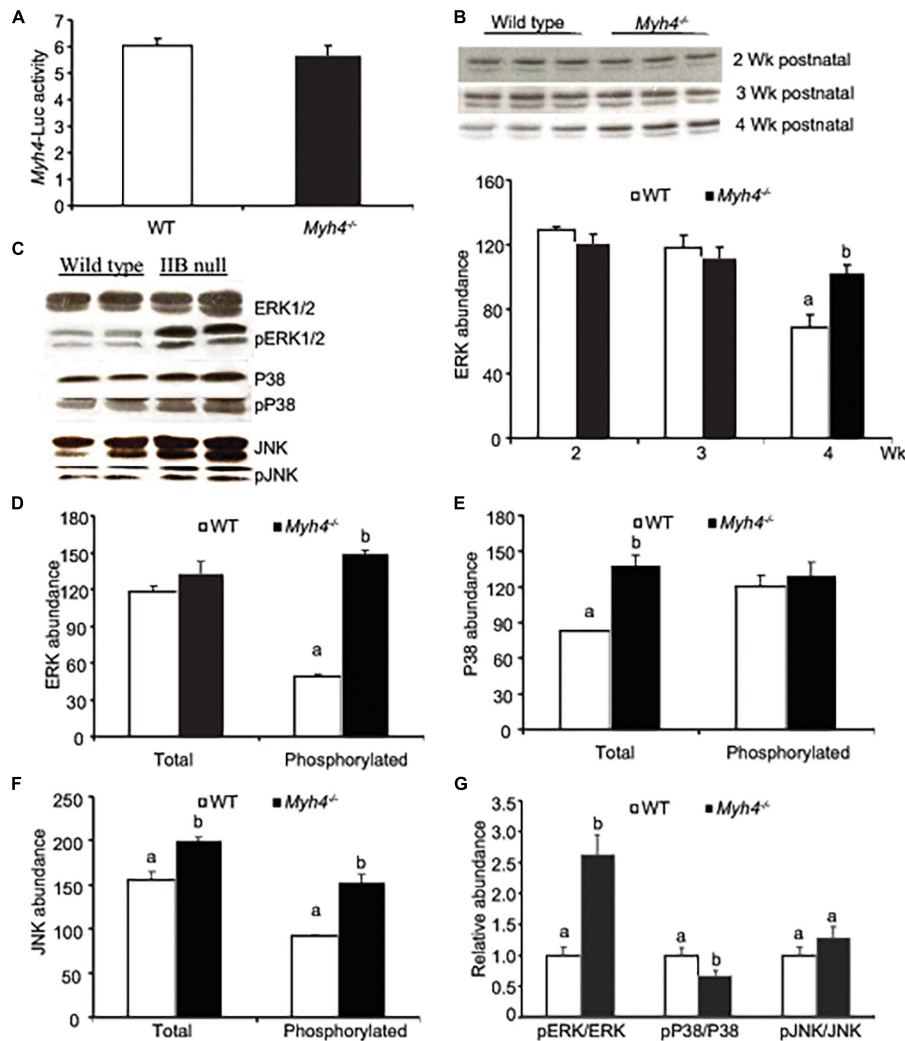 A
Myh4-Luc activity
7
6
5
4
3
2
1
0
WT
Myh4-/-
B
Wild type
Myh4-/-
2 Wk postnatal
3 Wk postnatal
4 Wk postnatal
WT
Myh4-/-
ERK abundance
160
120
80
40
0
a
b
2
3
4
Wk
C
Wild type
IIB null
ERK1/2
pERK1/2
P38
pP38
JNK
pJNK
D
WT
Myh4-/-
ERK abundance
180
150
120
90
60
30
0
a
b
Total
Phosphorylated
E
WT
Myh4-/-
P38 abundance
180
150
120
90
60
30
0
a
b
Total
Phosphorylated
F
WT
Myh4-/-
JNK abundance
250
200
150
100
50
0
a
b
a
b
Total
Phosphorylated
G
WT
Myh4-/-
Relative abundance
3.5
3.0
2.5
2.0
1.5
1.0
0.5
0
a
b
a
b
a
a
pERK/ERK
pP38/P38
pJNK/JNK